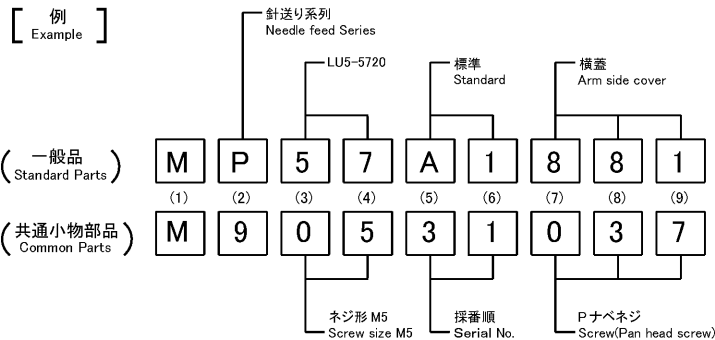 例
Example
針送り系列
Needle feed Series
LU5-5720
標準
Standard
横蓋
Arm side cover
一般品
Standard Parts
M P 5 7 A 1 8 8 1
(1) (2) (3) (4) (5) (6) (7) (8) (9)
共通小物部品
Common Parts
M 9 0 5 3 1 0 3 7
ネジ形 M5
Screw size M5
採番順
Serial No.
Pナベネジ
Screw(Pan head screw)